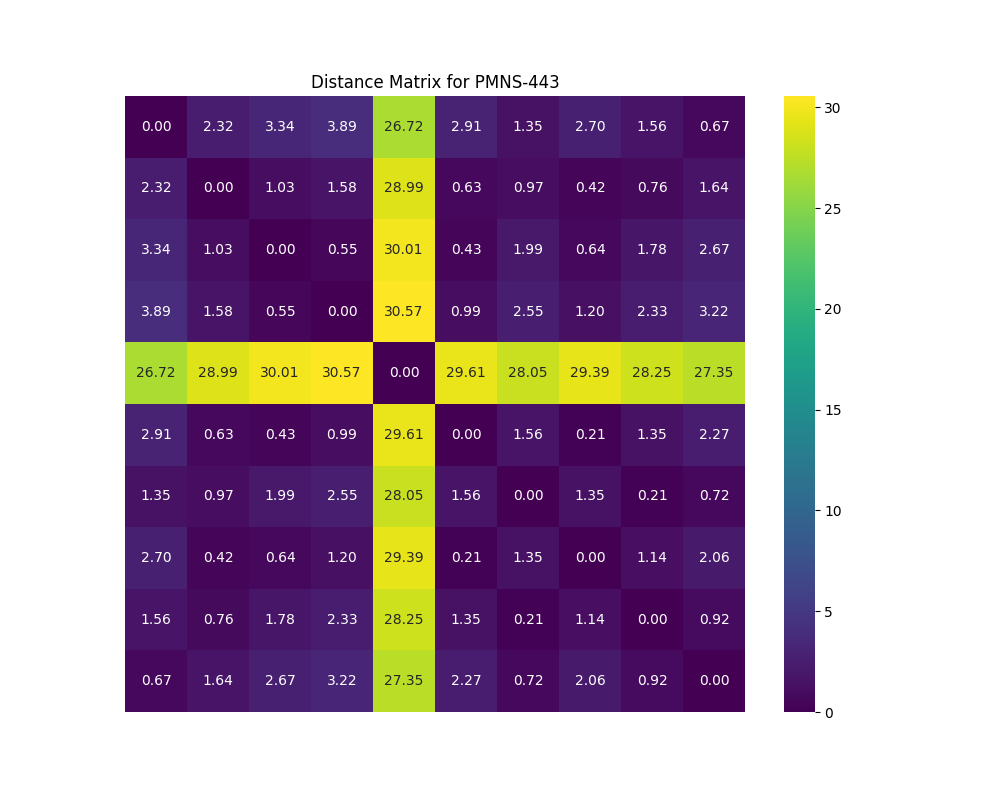 Distance Matrix for PMNS-443
0.00 2.32 3.34 3.89 26.72 2.91 1.35 2.70 1.56 0.67
2.32 0.00 1.03 1.58 28.99 0.63 0.97 0.42 0.76 1.64
3.34 1.03 0.00 0.55 30.01 0.43 1.99 0.64 1.78 2.67
3.89 1.58 0.55 0.00 30.57 0.99 2.55 1.20 2.33 3.22
26.72 28.99 30.01 30.57 0.00 29.61 28.05 29.39 28.25 27.35
2.91 0.63 0.43 0.99 29.61 0.00 1.56 0.21 1.35 2.27
1.35 0.97 1.99 2.55 28.05 1.56 0.00 1.35 0.21 0.72
2.70 0.42 0.64 1.20 29.39 0.21 1.35 0.00 1.14 2.06
1.56 0.76 1.78 2.33 28.25 1.35 0.21 1.14 0.00 0.92
0.67 1.64 2.67 3.22 27.35 2.27 0.72 2.06 0.92 0.00
30
25
20
15
10
5
0